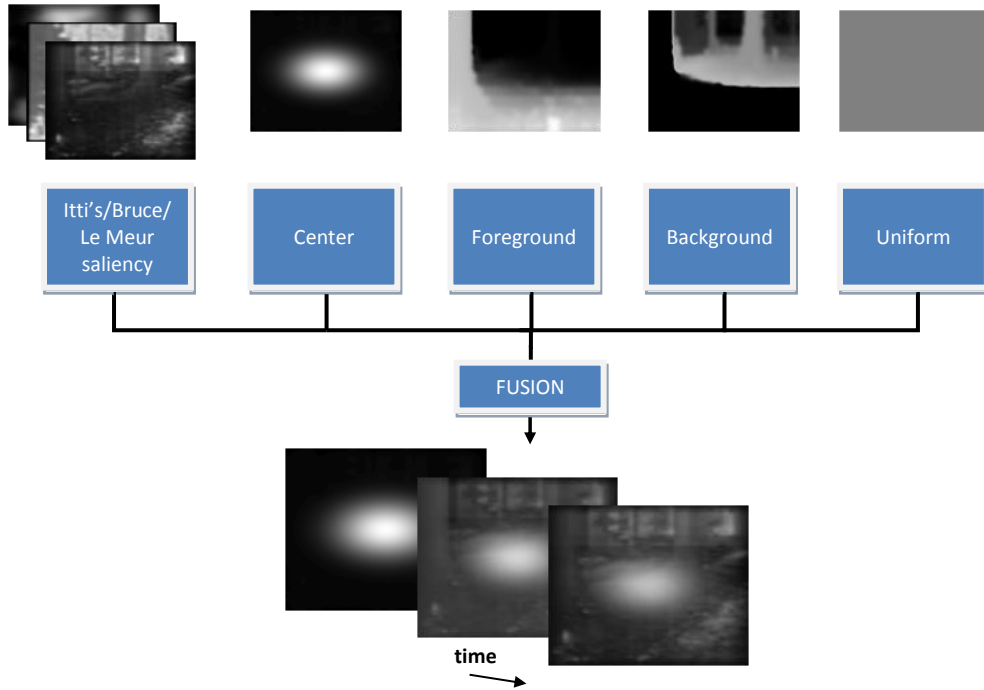 Itti's/Bruce/
Le Meur
saliency
Center
Foreground
Background
Uniform
FUSION
time